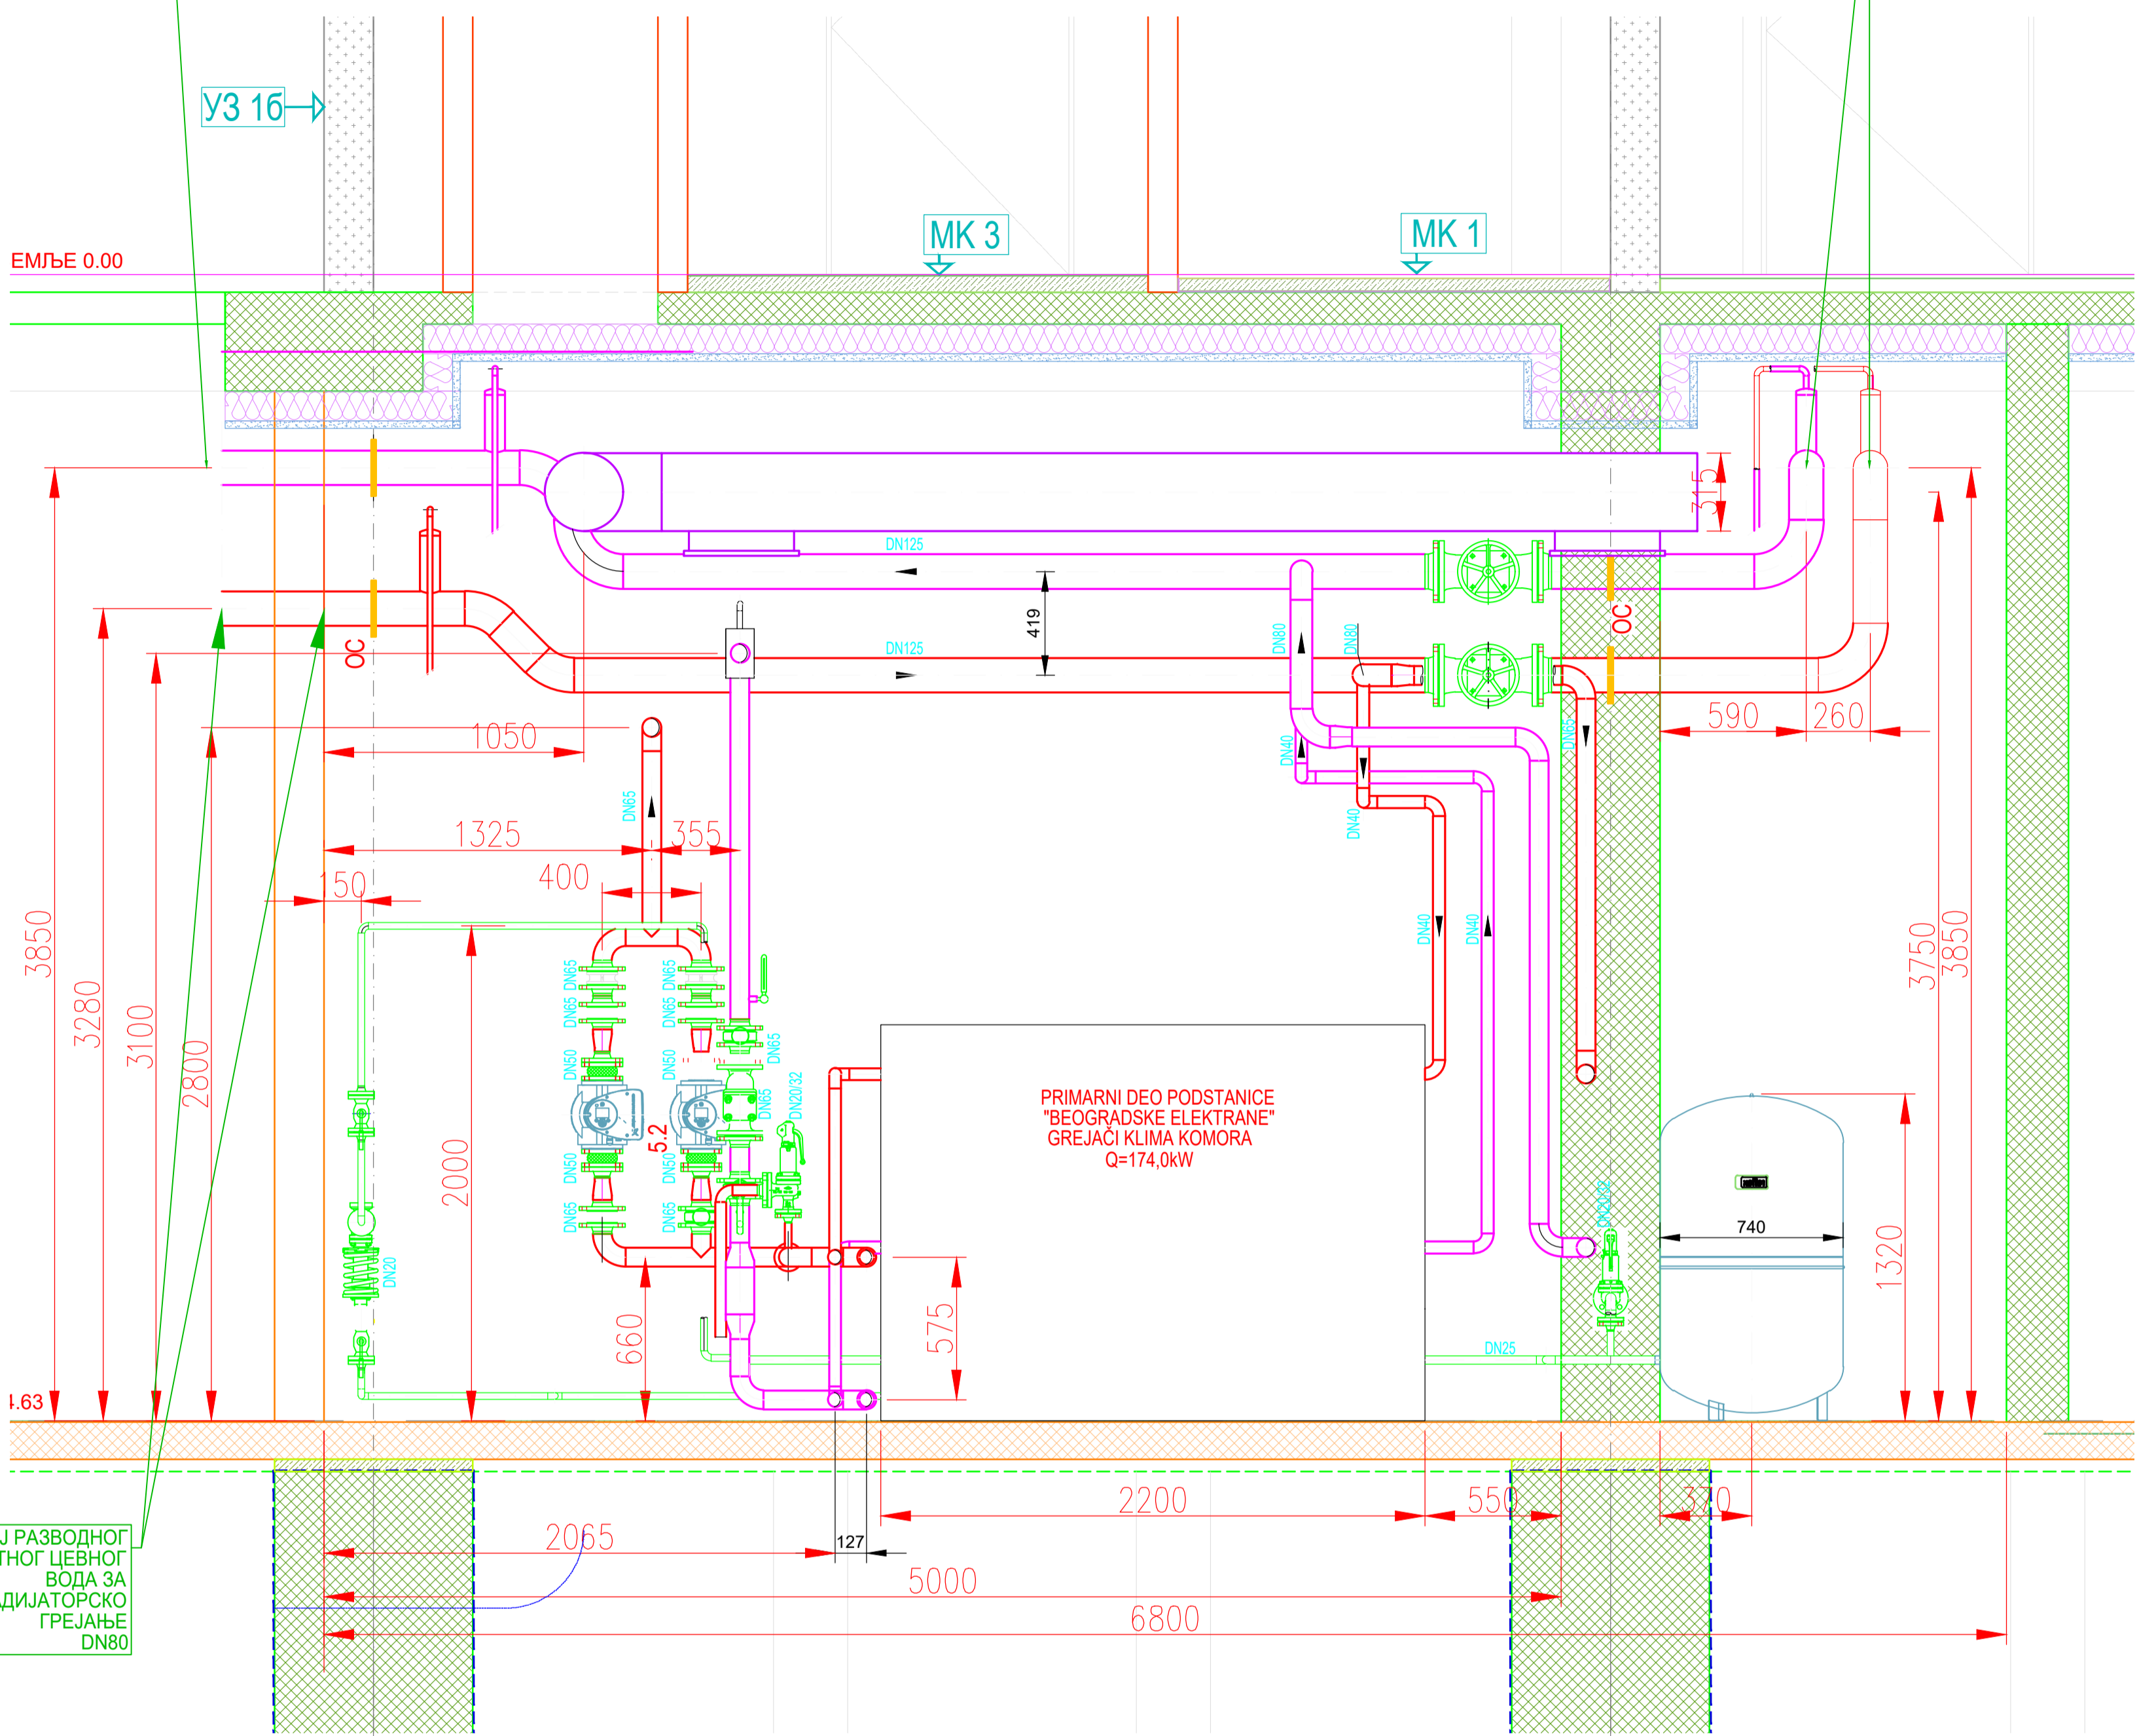 УЗ 1б
МК 3
МК 1
ЕМЉЕ 0.00
315
DN125
419
DN80
DN80
ОС
ОС
DN125
590
260
1050
DN40
DN65
DN65
DN40
1325
355
400
150
3850
3280
3100
2800
2000
DN65
DN65
DN65
DN65
DN40
DN40
3750
3850
DN50
DN50
DN65
DN65
DN20/32
5.2
DN50
DN50
DN65
DN65
DN20
PRIMARNI DEO PODSTANICE
"BEOGRADSKE ELEKTRANE"
GREJAČI KLIMA KOMORA
Q=174,0kW
DN20/32
740
1320
660
575
DN25
4.63
2200
550
370
2065
127
5000
6800
Ј РАЗВОДНОГ
ТНОГ ЦЕВНОГ
ВОДА ЗА
АДИЈАТОРСКО
ГРЕЈАЊЕ
DN80